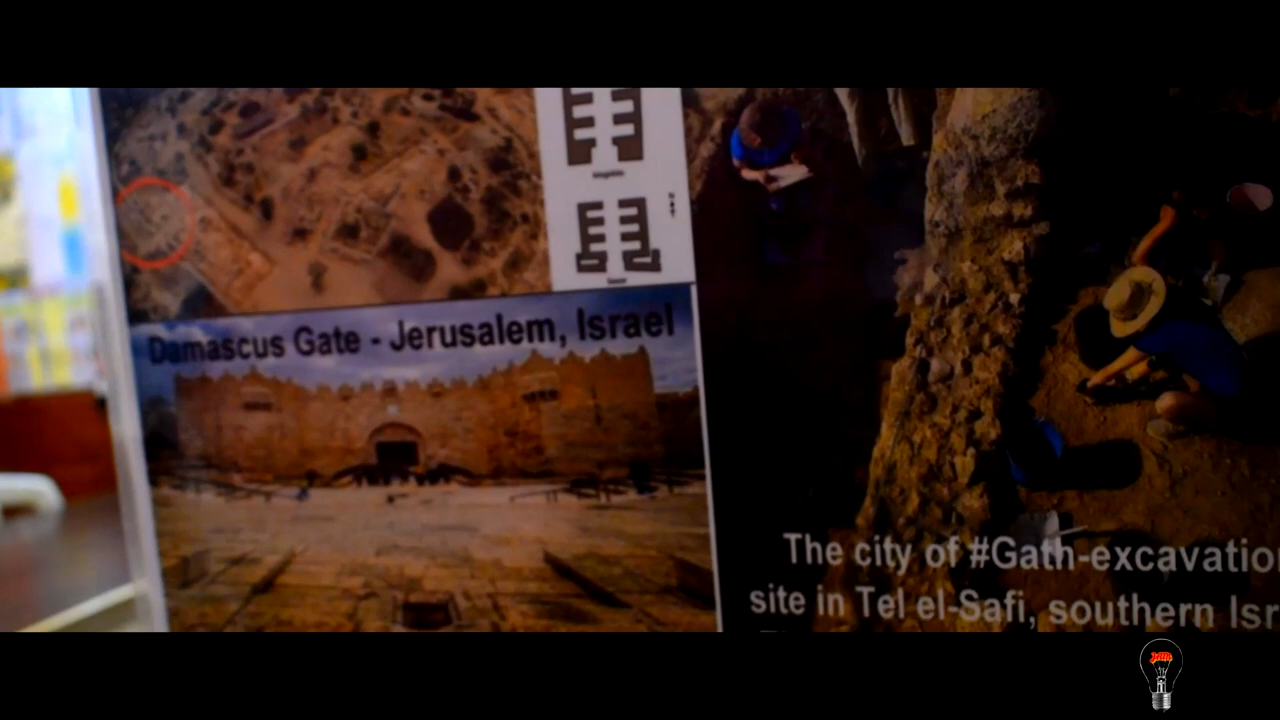 Damascus Gate - Jerusalem, Israel
The city of #Gath-excavatio
site in Tel el-Safi, southern Isr